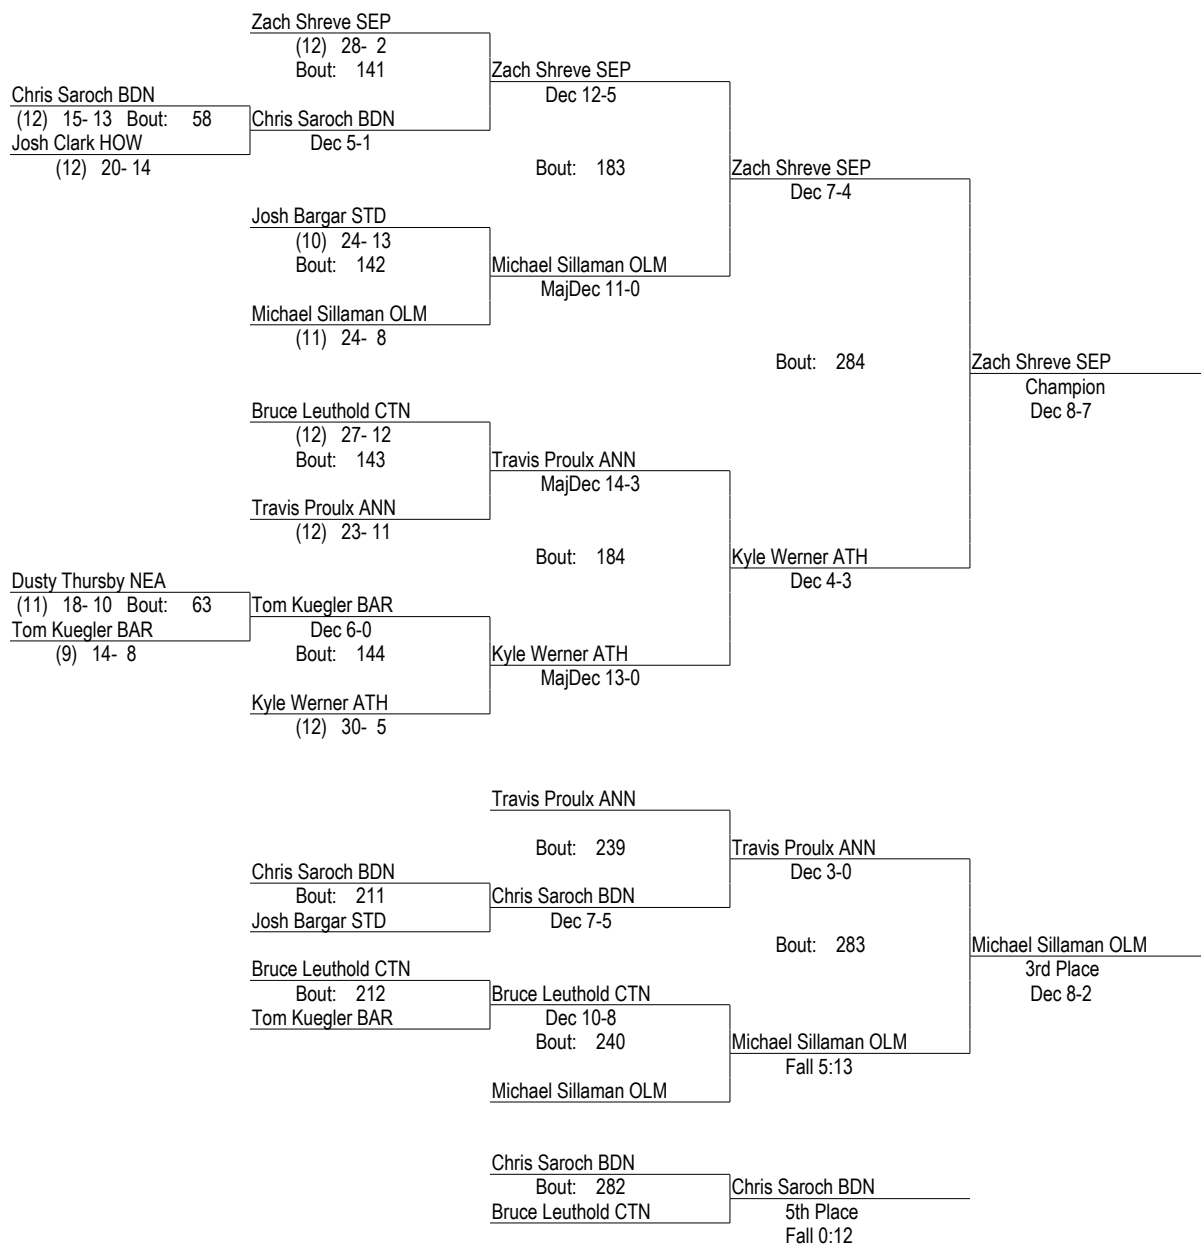 Zach Shreve SEP
(12) 28- 2
Bout: 141
Zach Shreve SEP
Dec 12-5
Chris Saroch BDN
(12) 15- 13 Bout: 58
Chris Saroch BDN
Josh Clark HOW
Dec 5-1
(12) 20- 14
Bout: 183
Zach Shreve SEP
Dec 7-4
Josh Bargar STD
(10) 24- 13
Bout: 142
Michael Sillaman OLM
MajDec 11-0
Michael Sillaman OLM
(11) 24- 8
Bout: 284
Zach Shreve SEP
Champion
Dec 8-7
Bruce Leuthold CTN
(12) 27- 12
Bout: 143
Travis Proulx ANN
MajDec 14-3
Travis Proulx ANN
(12) 23- 11
Bout: 184
Kyle Werner ATH
Dec 4-3
Dusty Thursby NEA
(11) 18- 10 Bout: 63
Tom Kuegler BAR
Tom Kuegler BAR
Dec 6-0
(9) 14- 8
Bout: 144
Kyle Werner ATH
MajDec 13-0
Kyle Werner ATH
(12) 30- 5
Travis Proulx ANN
Bout: 239
Travis Proulx ANN
Dec 3-0
Chris Saroch BDN
Bout: 211
Chris Saroch BDN
Josh Bargar STD
Dec 7-5
Bout: 283
Michael Sillaman OLM
3rd Place
Dec 8-2
Bruce Leuthold CTN
Bout: 212
Bruce Leuthold CTN
Tom Kuegler BAR
Dec 10-8
Bout: 240
Michael Sillaman OLM
Fall 5:13
Michael Sillaman OLM
Chris Saroch BDN
Bout: 282
Chris Saroch BDN
Bruce Leuthold CTN
5th Place
Fall 0:12